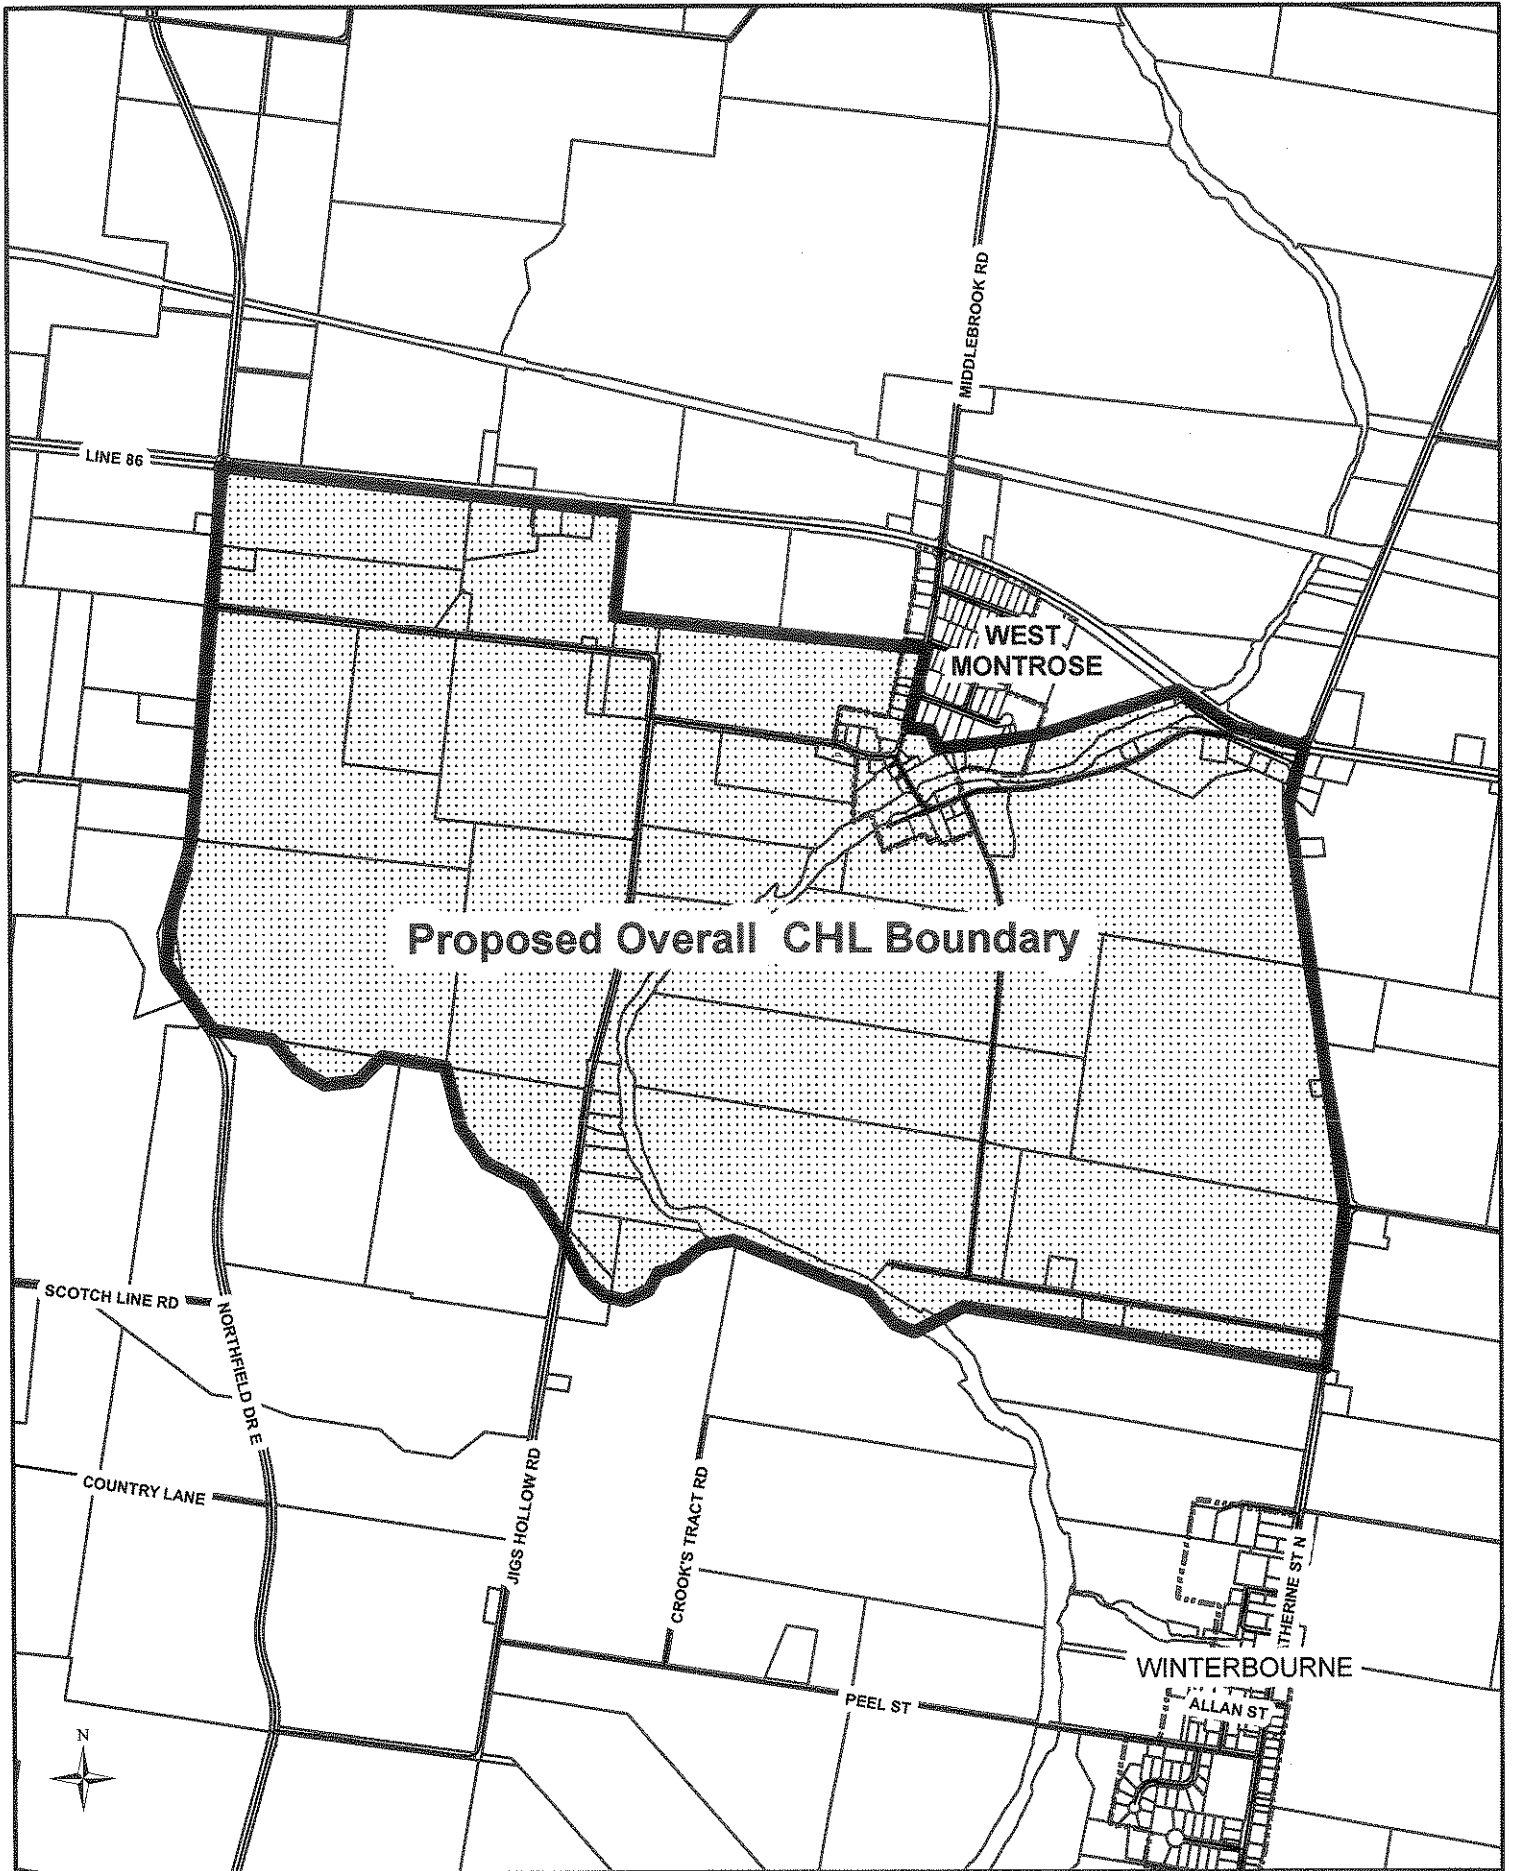 MIDDLEBROOK RD
LINE 86
WEST
MONTROSE
Proposed Overall CHL Boundary
SCOTCH LINE RD
NORTHFIELD DR E
COUNTRY LANE
JIGS HOLLOW RD
CROOK'S TRACT RD
THERINE ST N
WINTERBOURNE
PEEL ST
ALLAN ST
N